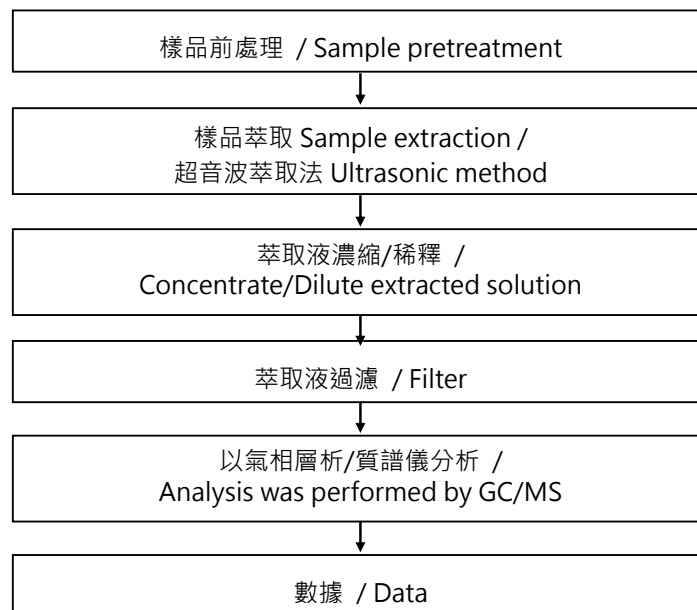 樣品前處理 / Sample pretreatment
樣品萃取 Sample extraction /
超音波萃取法 Ultrasonic method
萃取液濃縮/稀釋 /
Concentrate/Dilute extracted solution
萃取液過濾 / Filter
以氣相層析/質譜儀分析 /
Analysis was performed by GC/MS
數據 / Data